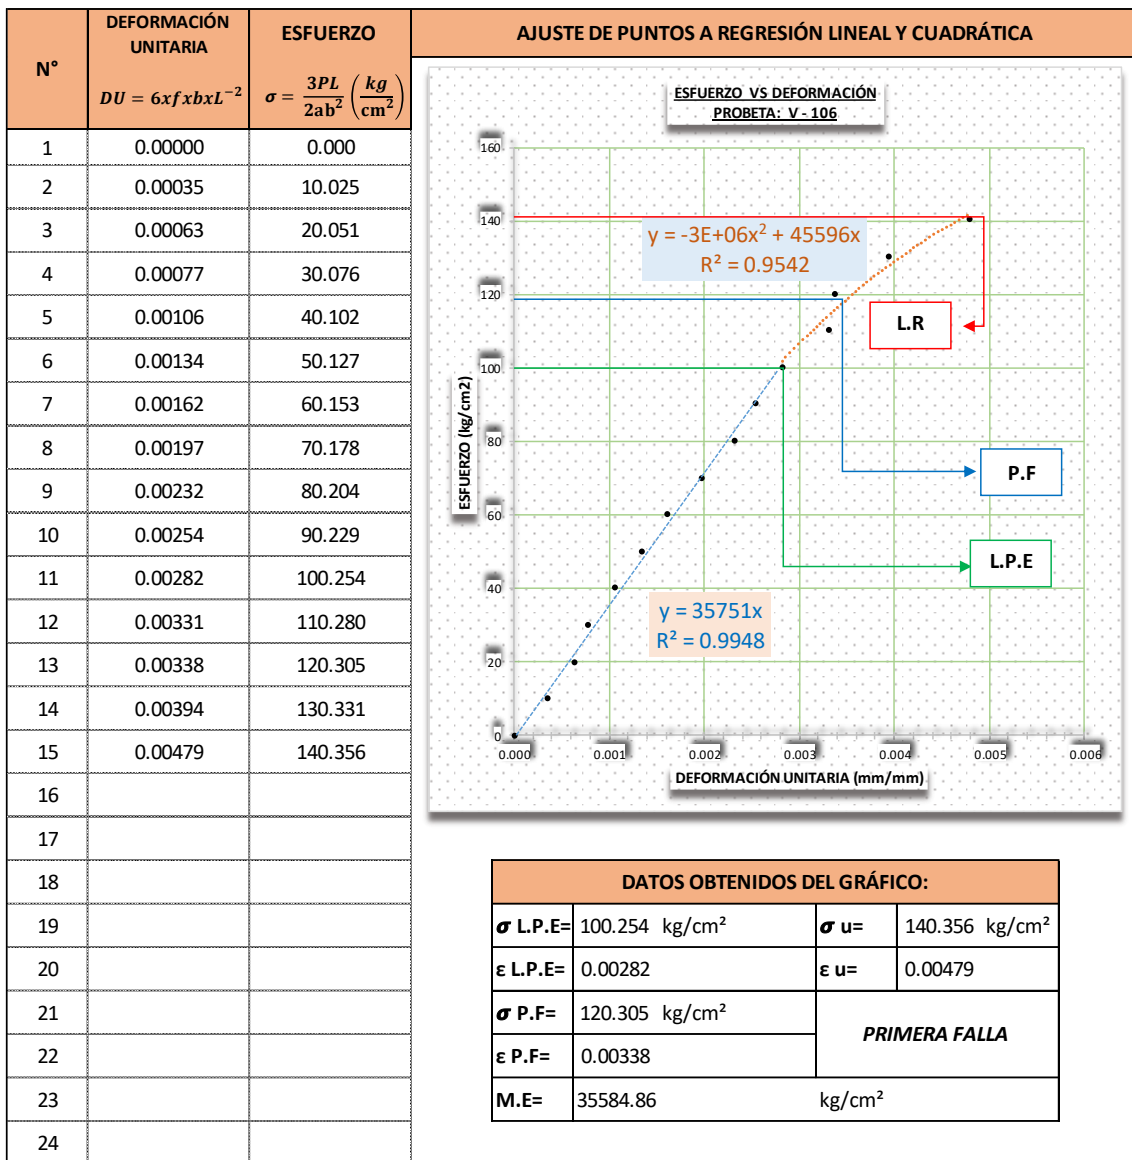 N°
DEFORMACIÓN
UNITARIA
DU = 6xfxbxL⁻²
ESFUERZO
σ = 3PL / 2ab² (kg/cm²)
AJUSTE DE PUNTOS A REGRESIÓN LINEAL Y CUADRÁTICA
1 0.00000 0.000
2 0.00035 10.025
3 0.00063 20.051
4 0.00077 30.076
5 0.00106 40.102
6 0.00134 50.127
7 0.00162 60.153
8 0.00197 70.178
9 0.00232 80.204
10 0.00254 90.229
11 0.00282 100.254
12 0.00331 110.280
13 0.00338 120.305
14 0.00394 130.331
15 0.00479 140.356
16
17
18
19
20
21
22
23
24
ESFUERZO VS DEFORMACIÓN
PROBETA: V - 106
160
140
120
100
80
60
40
20
0
ESFUERZO (kg/cm2)
y = -3E+06x² + 45596x
R² = 0.9542
L.R
P.F
L.P.E
y = 35751x
R² = 0.9948
0.000 0.001 0.002 0.003 0.004 0.005 0.006
DEFORMACIÓN UNITARIA (mm/mm)
DATOS OBTENIDOS DEL GRÁFICO:
σ L.P.E= 100.254 kg/cm² σ u= 140.356 kg/cm²
ε L.P.E= 0.00282 ε u= 0.00479
σ P.F= 120.305 kg/cm²
PRIMERA FALLA
ε P.F= 0.00338
M.E= 35584.86 kg/cm²